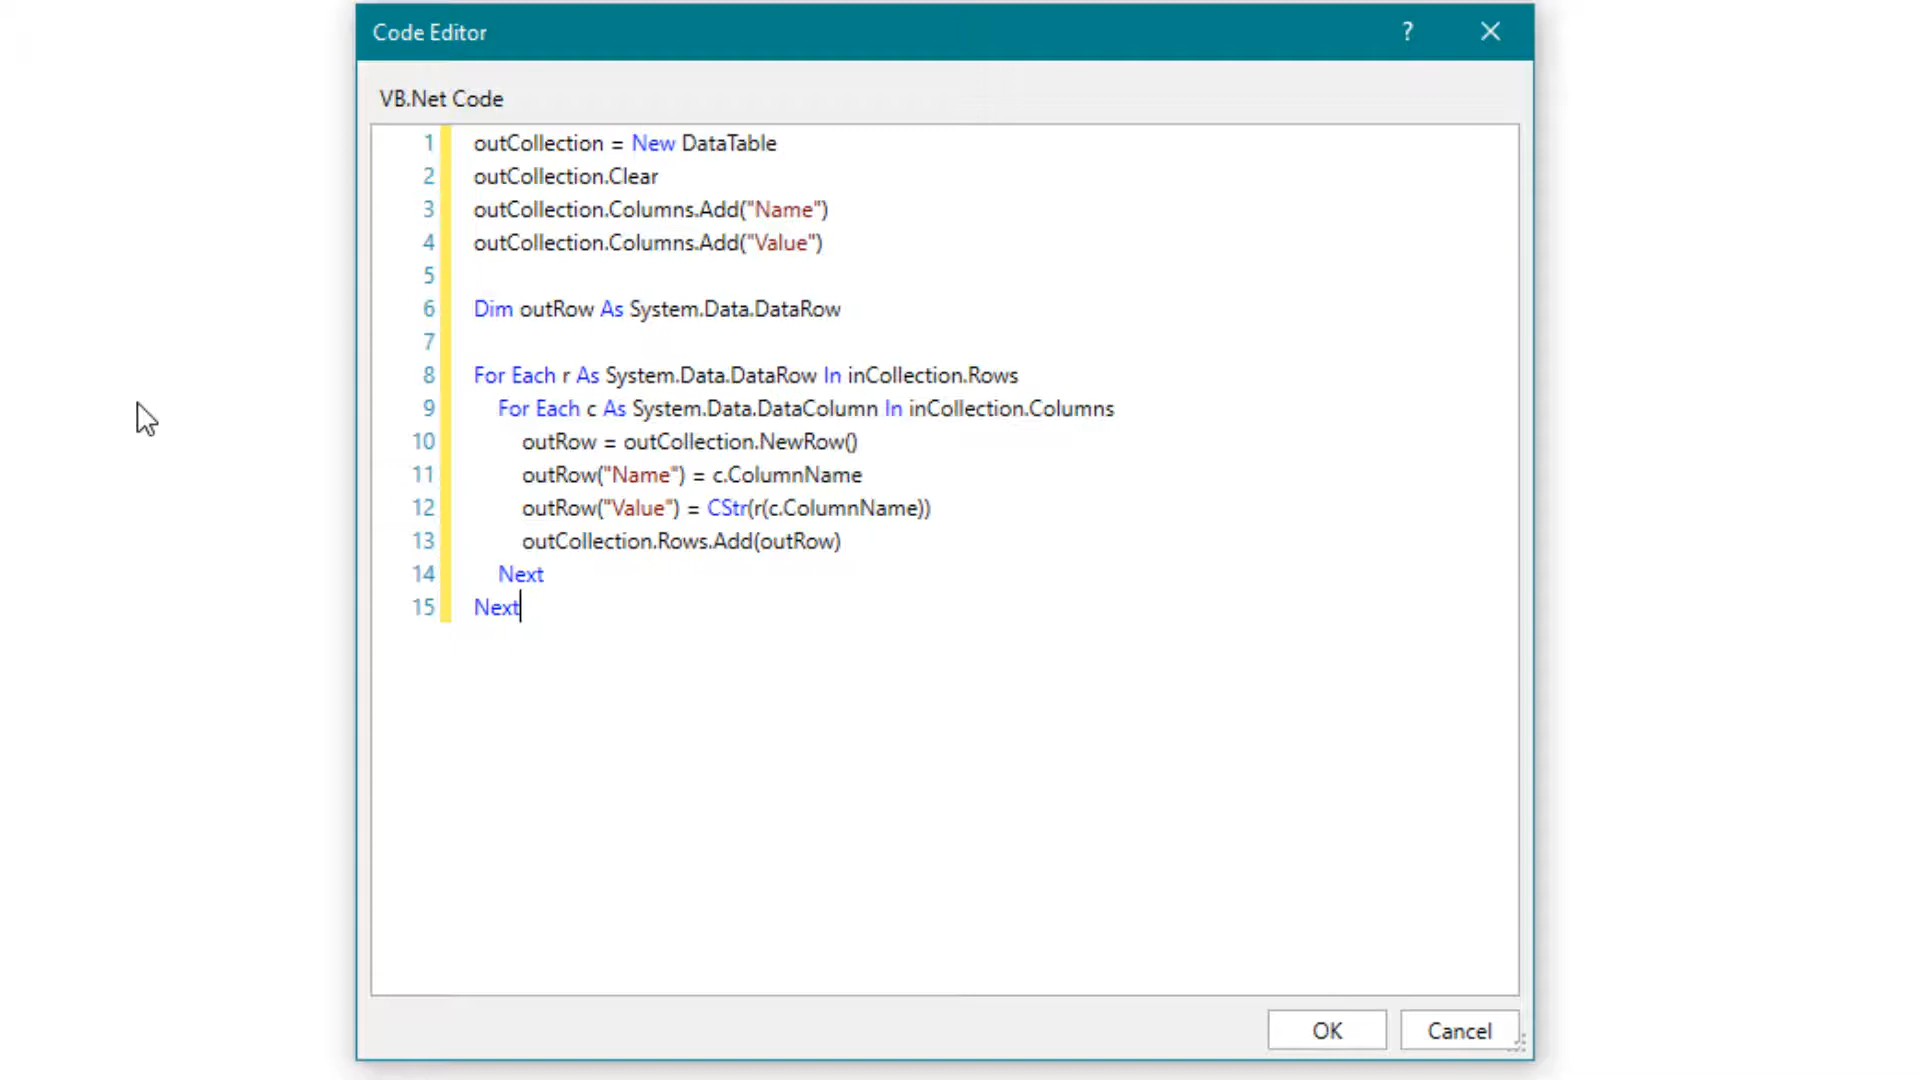 Code Editor
?
VB.Net Code
1 outCollection = New DataTable
2 outCollection.Clear
3 outCollection.Columns.Add("Name")
4 outCollection.Columns.Add("Value")
5
6 Dim outRow As System.Data.DataRow
7
8 For Each r As System.Data.DataRow In inCollection.Rows
9     For Each c As System.Data.DataColumn In inCollection.Columns
10         outRow = outCollection.NewRow()
11         outRow("Name") = c.ColumnName
12         outRow("Value") = CStr(r(c.ColumnName))
13         outCollection.Rows.Add(outRow)
14     Next
15 Next
OK Cancel